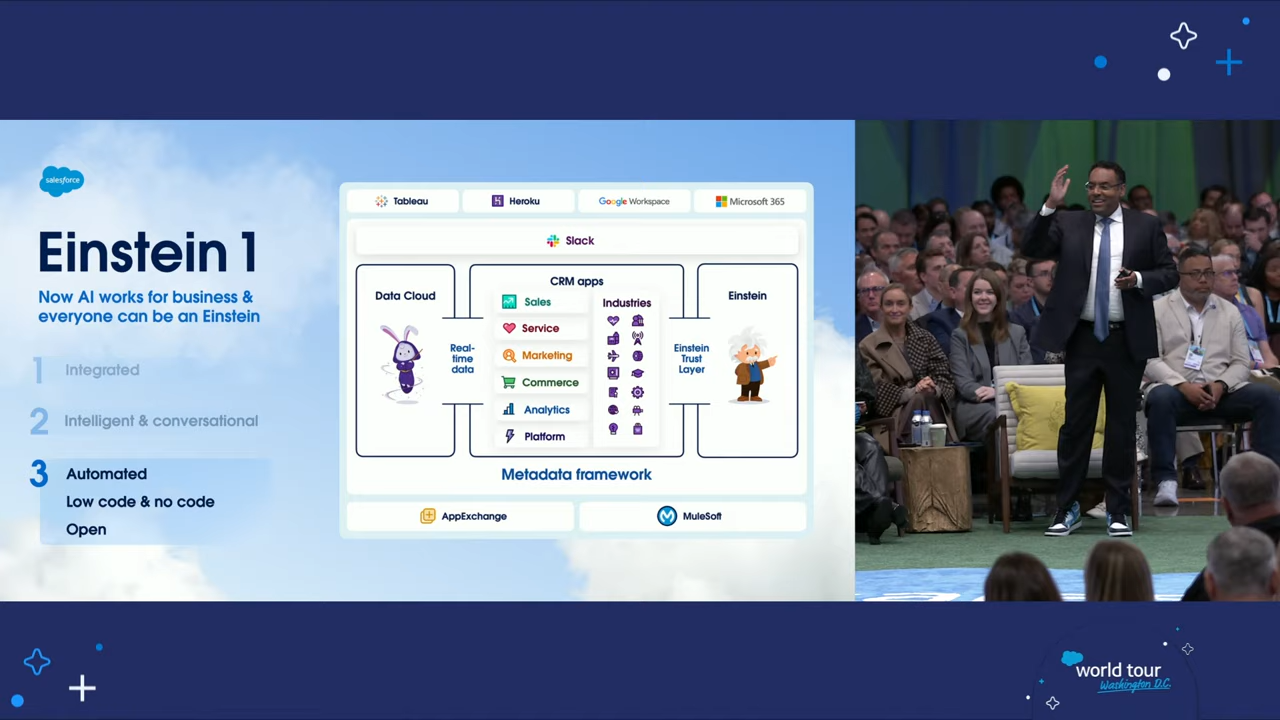 salesforce
Einstein 1
Now AI works for business &
everyone can be an Einstein
1 Integrated
2 Intelligent & conversational
3 Automated
Low code & no code
Open
Tableau
Heroku
Google Workspace
Microsoft 365
Slack
Data Cloud
Real-
time
data
CRM apps
Sales
Service
Marketing
Commerce
Analytics
Platform
Industries
Einstein
Trust
Layer
Einstein
Metadata framework
AppExchange
MuleSoft
world tour
Washington D.C.